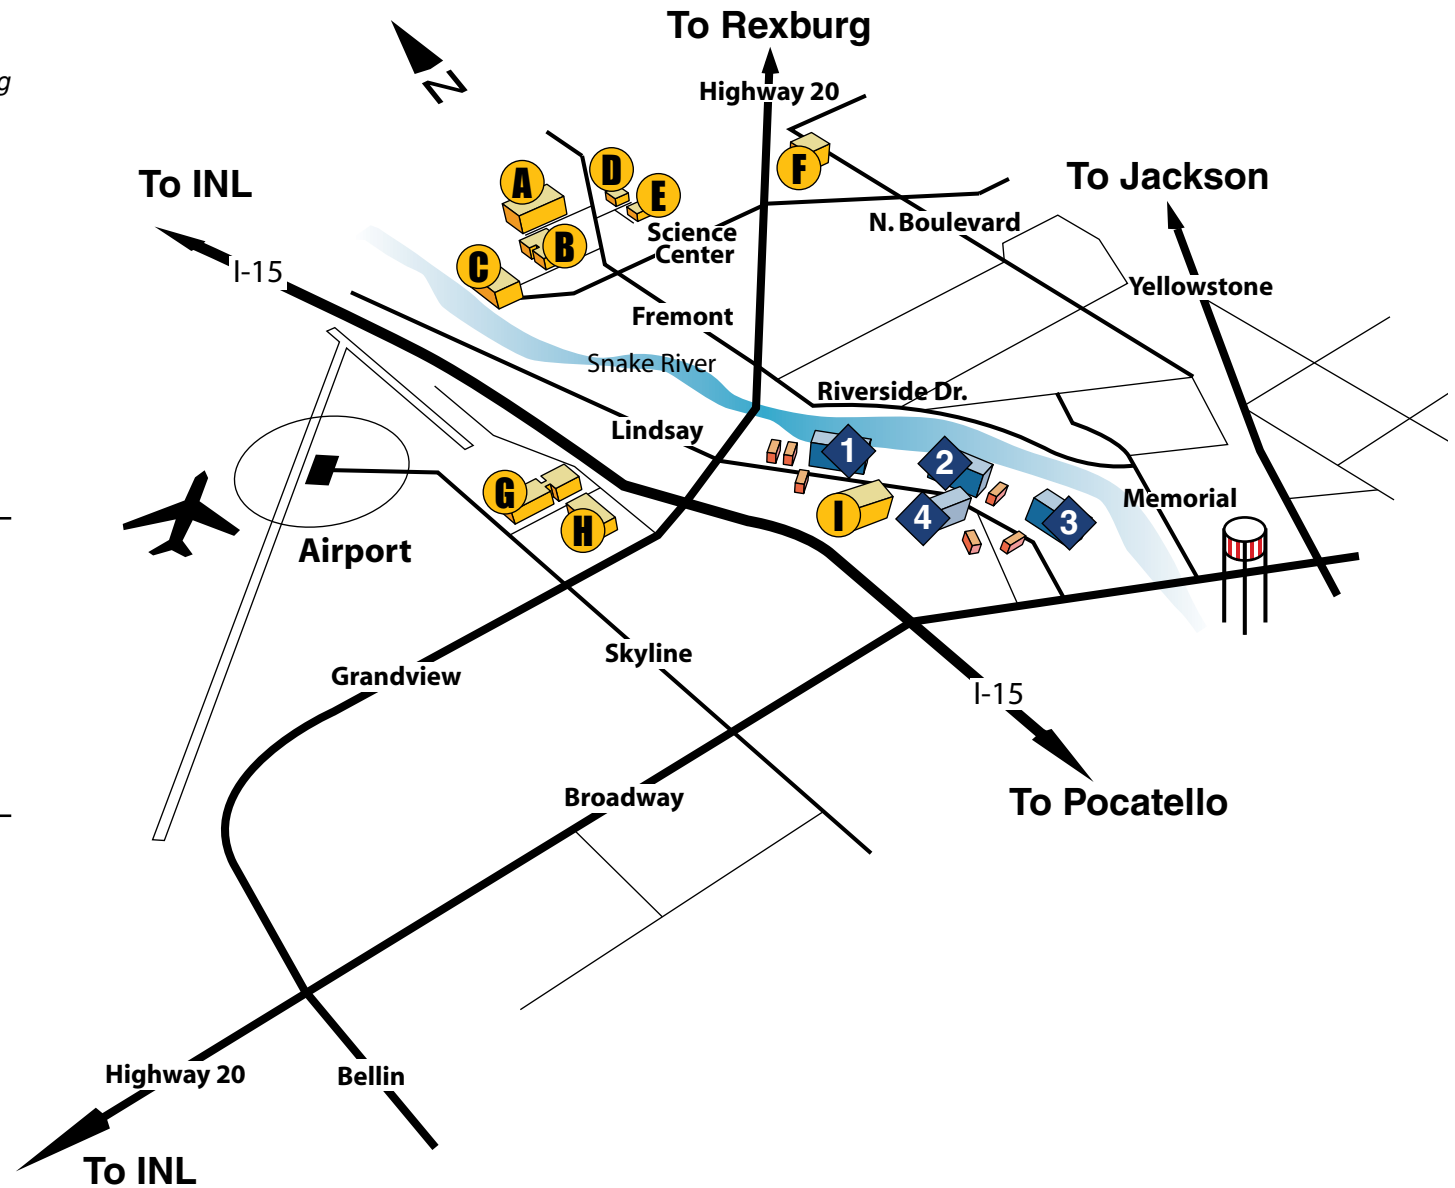 To Rexburg
g
N
Highway 20
D
F
A
To INL
To Jackson
E
N. Boulevard
Science
Center
B
C
I-15
Yellowstone
Fremont
Snake River
Riverside Dr.
Lindsay
1
2
G
Memorial
I
4
3
H
Airport
Skyline
Grandview
I-15
Broadway
To Pocatello
Highway 20
Bellin
To INL